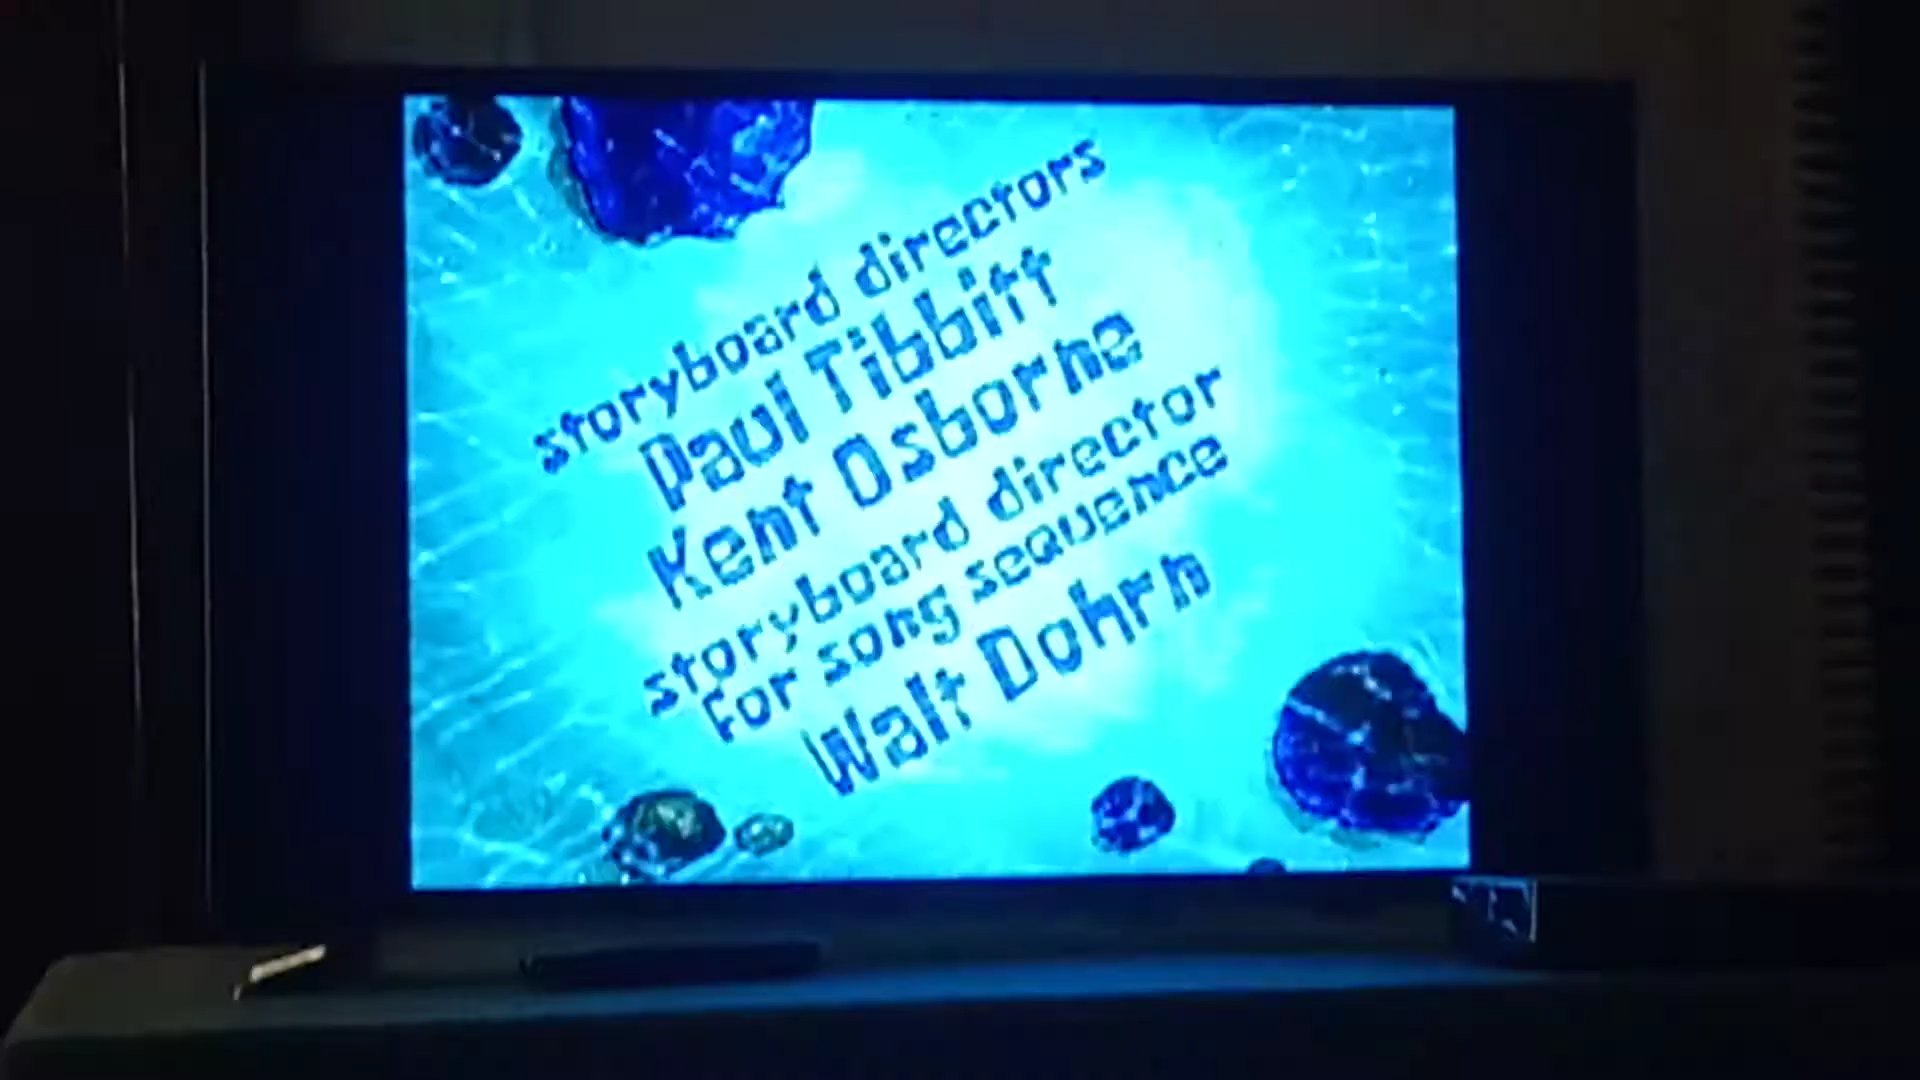 storyboard directors
Paul Tibbitt
Kent Osborne
storyboard director
for song sequence
Walt Dohrn